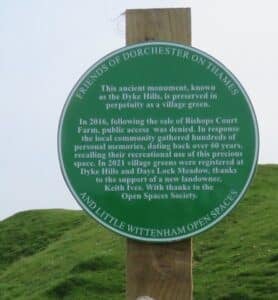 FRIENDS OF DORCHESTER ON THAMES
This ancient monument, known
as the Dyke Hills, is preserved in
perpetuity as a village green.
In 2016, following the sale of Bishops Court
Farm, public access was denied. In response
the local community gathered hundreds of
personal memories, dating back over 60 years,
recalling their recreational use of this precious
space. In 2021 village greens were registered at
Dyke Hills and Days Lock Meadow, thanks
to the support of a new landowner,
Keith Ives. With thanks to the
Open Spaces Society.
AND LITTLE WITTENHAM OPEN SPACES